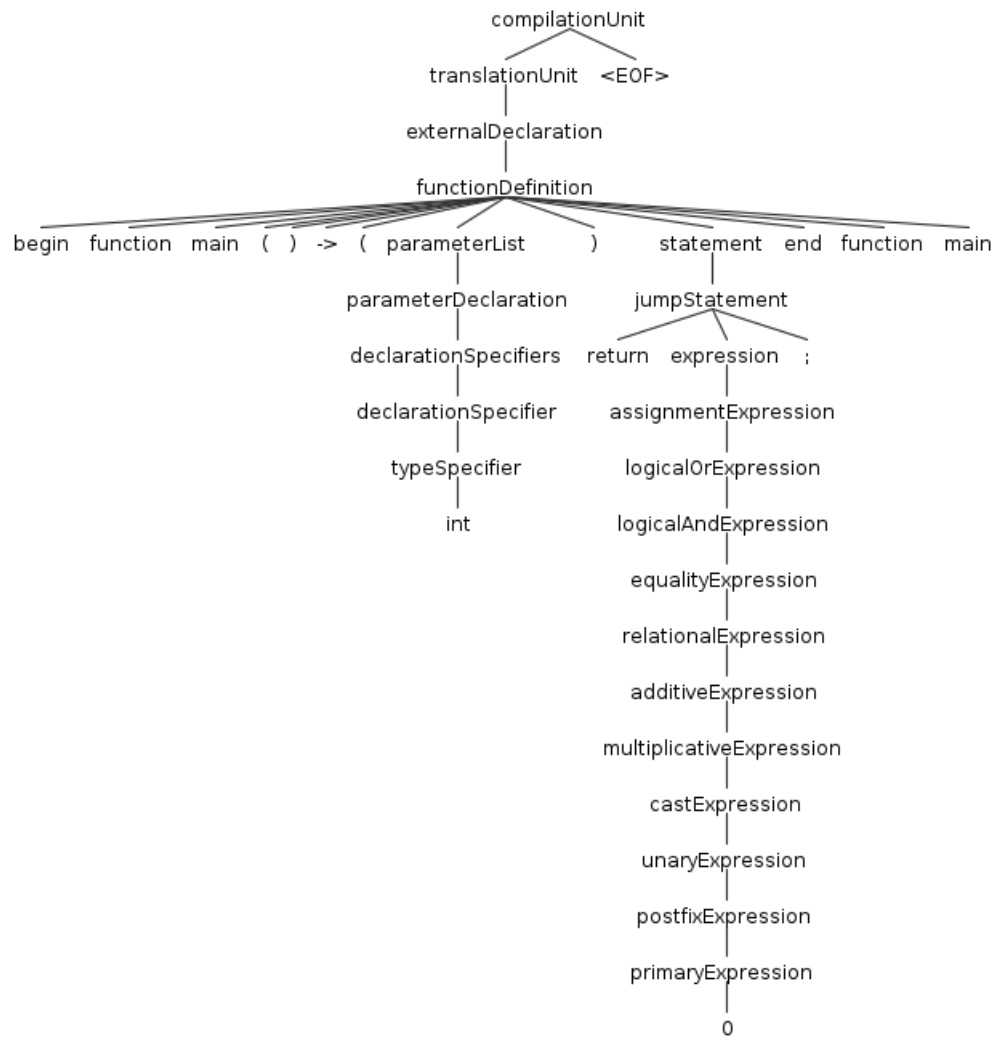 compilationUnit
translationUnit <EOF>
externalDeclaration
functionDefinition
begin function main ( ) -> ( parameterList ) statement end function main
parameterDeclaration jumpStatement
declarationSpecifiers return expression ;
declarationSpecifier assignmentExpression
typeSpecifier logicalOrExpression
int logicalAndExpression
equalityExpression
relationalExpression
additiveExpression
multiplicativeExpression
castExpression
unaryExpression
postfixExpression
primaryExpression
0